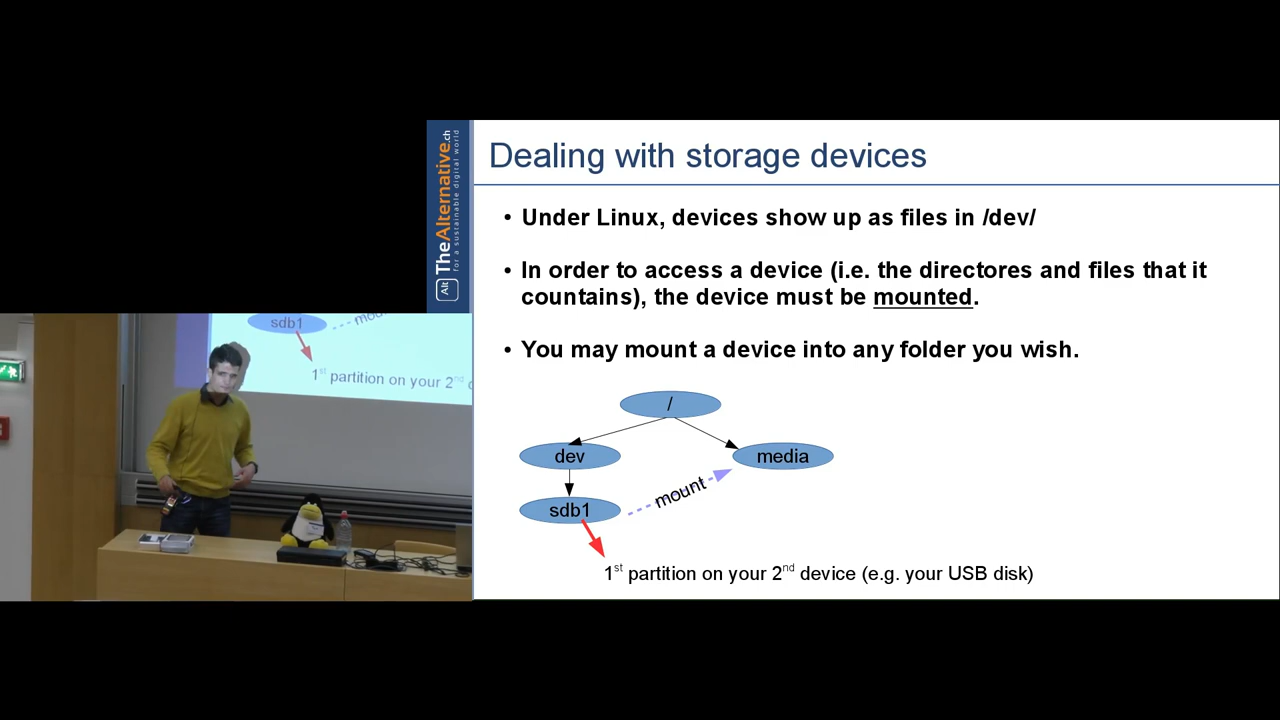 Dealing with storage devices
• Under Linux, devices show up as files in /dev/
• In order to access a device (i.e. the directores and files that it
countains), the device must be mounted.
• You may mount a device into any folder you wish.
/
dev
media
sdb1
mount
1st partition on your 2nd device (e.g. your USB disk)
Alt TheAlternative.ch
for a sustainable digital world
sdb1
1st partition on your 2nd